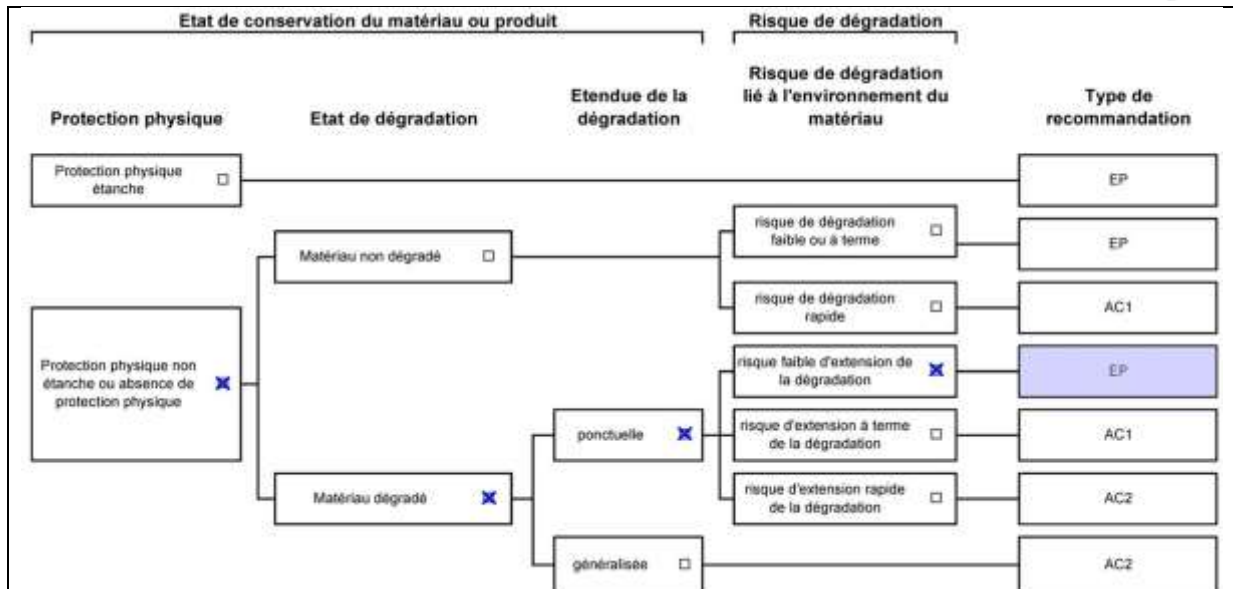 Etat de conservation du matériau ou produit
Risque de dégradation
Protection physique
Etat de dégradation
Etendue de la
dégradation
Risque de dégradation
lié à l'environnement du
matériau
Type de
recommandation
Protection physique
étanche
EP
Matériau non dégradé
risque de dégradation
faible ou à terme
EP
risque de dégradation
rapide
AC1
Protection physique non
étanche ou absence de
protection physique
risque faible d'extension de
la dégradation
EP
ponctuelle
risque d'extension à terme
de la dégradation
AC1
Matériau dégradé
risque d'extension rapide
de la dégradation
AC2
généralisée
AC2